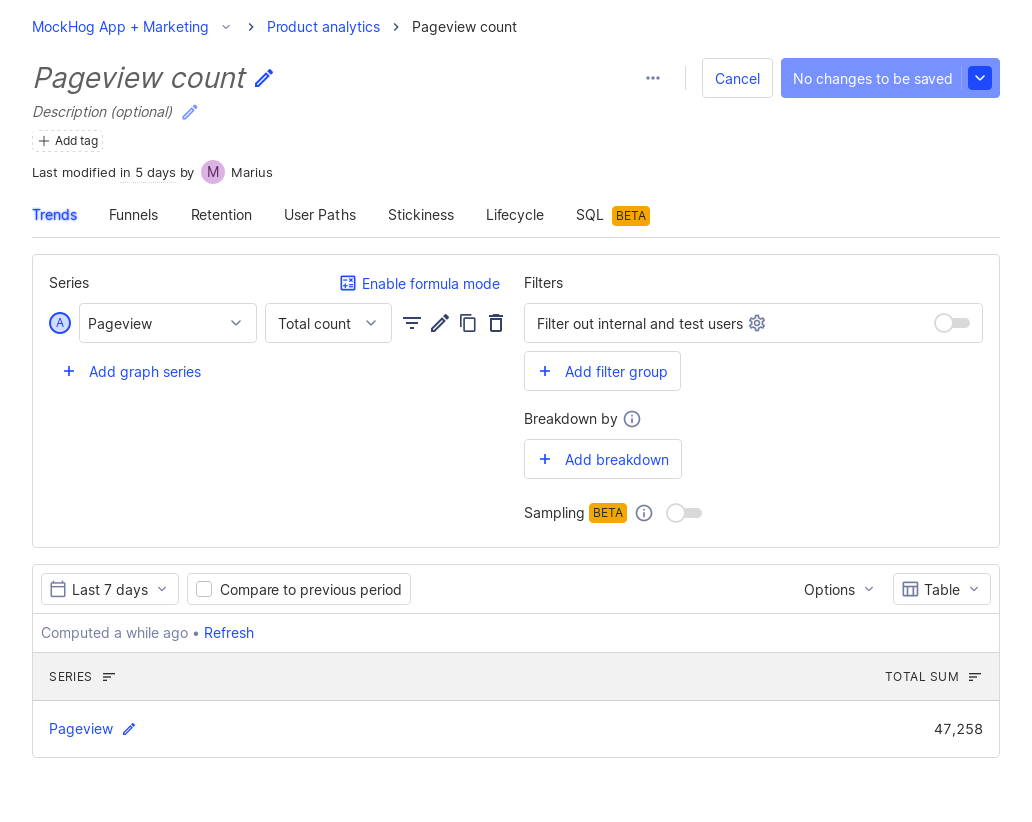 MockHog App + Marketing Product analytics Pageview count
Pageview count
Cancel No changes to be saved
Description (optional)
Add tag
Last modified in 5 days by M Marius
Trends Funnels Retention User Paths Stickiness Lifecycle SQL BETA
Series Enable formula mode
A Pageview Total count
Add graph series
Filters
Filter out internal and test users
Add filter group
Breakdown by
Add breakdown
Sampling BETA
Last 7 days Compare to previous period Options Table
Computed a while ago • Refresh
SERIES TOTAL SUM
Pageview 47,258